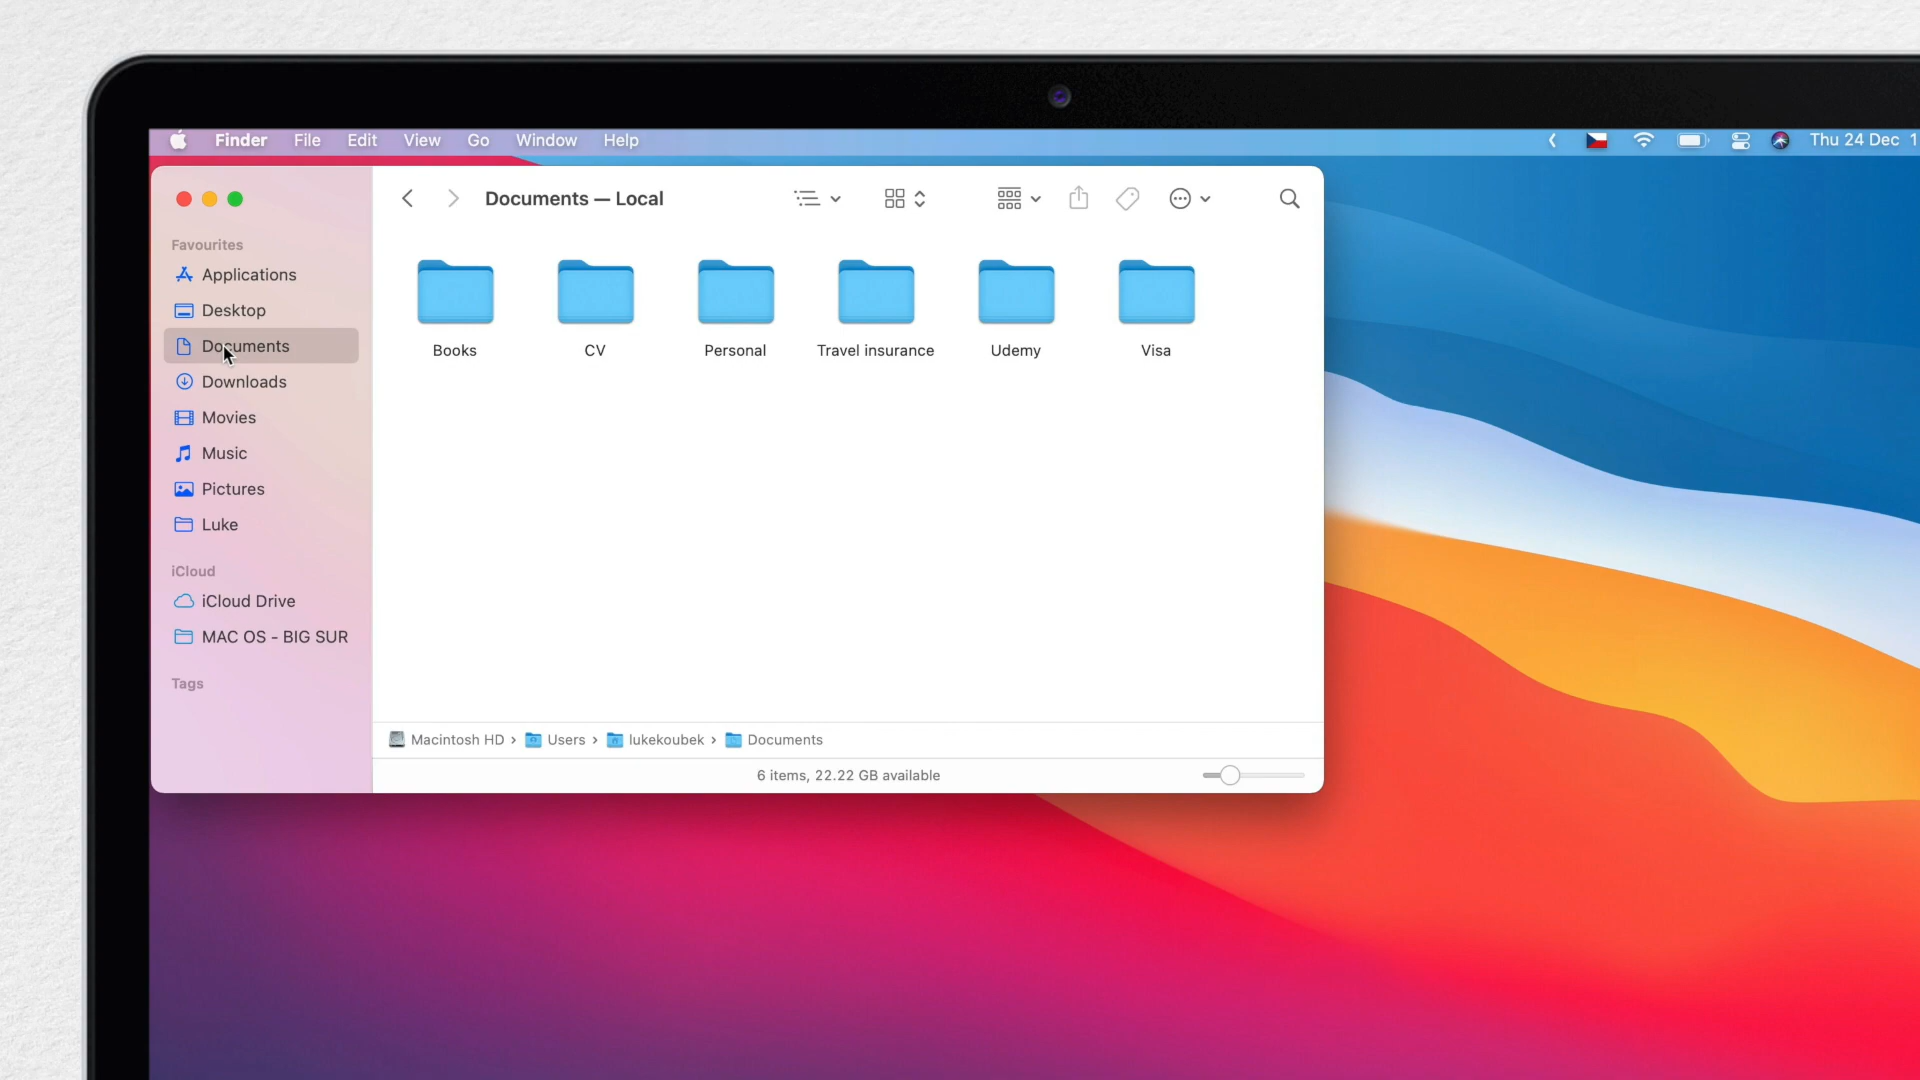 Finder File Edit View Go Window Help
Thu 24 Dec 1
Documents — Local
Favourites
Applications
Desktop
Documents
Downloads
Movies
Music
Pictures
Luke
iCloud
iCloud Drive
MAC OS - BIG SUR
Tags
Books CV Personal Travel insurance Udemy Visa
Macintosh HD › Users › lukekoubek › Documents
6 items, 22.22 GB available